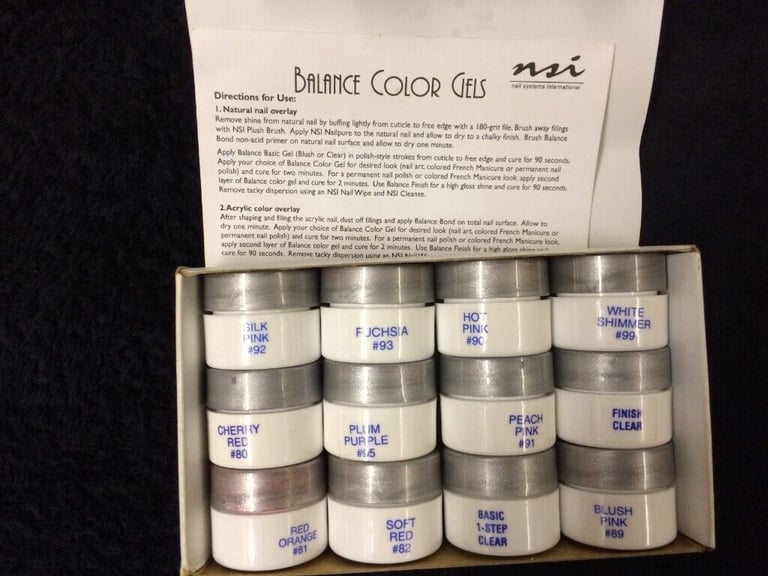 BALANCE COLOR GELS
nsi
nail systems international
Directions for Use:
1. Natural nail overlay
Remove shine from natural nail by buffing lightly from cuticle to free edge with a 180-grit file. Brush away filings
with NSI Plush Brush. Apply NSI Nailpure to the natural nail and allow to dry to a chalky finish. Brush Balance
Bond non-acid primer on natural nail surface and allow to dry one minute.
Apply Balance Basic Gel (Blush or Clear) in polish-style strokes from cuticle to free edge and cure for 90 seconds.
Apply your choice of Balance Color Gel for desired look (nail art, colored French Manicure or permanent nail
polish) and cure for two minutes. For a permanent nail polish or colored French Manicure look, apply second
layer of Balance color gel and cure for 2 minutes. Use Balance Finish for a high gloss shine and cure for 90 seconds.
Remove tacky dispersion using an NSI Nail Wipe and NSI Cleanse.
2.Acrylic color overlay
After shaping and filing the acrylic nail, dust off filings and apply Balance Bond on total nail surface. Allow to
dry one minute. Apply your choice of Balance Color Gel for desired look (nail art, colored French Manicure or
permanent nail polish) and cure for two minutes. For a permanent nail polish or colored French Manicure look,
apply second layer of Balance color gel and cure for 2 minutes. Use Balance Finish for a high gloss shine and
cure for 90 seconds. Remove tacky dispersion using an NSI
SILK
PINK
#92
FUCHSIA
#93
HOT
PINK
#90
WHITE
SHIMMER
#99
CHERRY
RED
#80
PLUM
PURPLE
#95
PEACH
PINK
#91
FINISH
CLEAR
RED
ORANGE
#81
SOFT
RED
#82
BASIC
1-STEP
CLEAR
BLUSH
PINK
#89